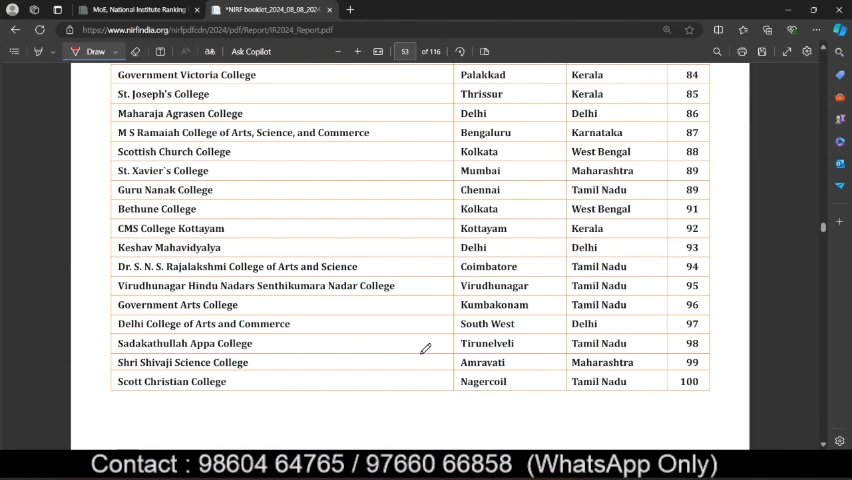 MoE, National Institute Ranking
*NIRF booklet_2024_08_08_2024
https://www.nirfindia.org/nirfpdfcdn/2024/pdf/Report/IR2024_Report.pdf
Draw
Ask Copilot
53 of 116
Government Victoria College Palakkad Kerala 84
St. Joseph's College Thrissur Kerala 85
Maharaja Agrasen College Delhi Delhi 86
M S Ramaiah College of Arts, Science, and Commerce Bengaluru Karnataka 87
Scottish Church College Kolkata West Bengal 88
St. Xavier`s College Mumbai Maharashtra 89
Guru Nanak College Chennai Tamil Nadu 89
Bethune College Kolkata West Bengal 91
CMS College Kottayam Kottayam Kerala 92
Keshav Mahavidyalya Delhi Delhi 93
Dr. S. N. S. Rajalakshmi College of Arts and Science Coimbatore Tamil Nadu 94
Virudhunagar Hindu Nadars Senthikumara Nadar College Virudhunagar Tamil Nadu 95
Government Arts College Kumbakonam Tamil Nadu 96
Delhi College of Arts and Commerce South West Delhi 97
Sadakathullah Appa College Tirunelveli Tamil Nadu 98
Shri Shivaji Science College Amravati Maharashtra 99
Scott Christian College Nagercoil Tamil Nadu 100
Contact : 98604 64765 / 97660 66858 (WhatsApp Only)